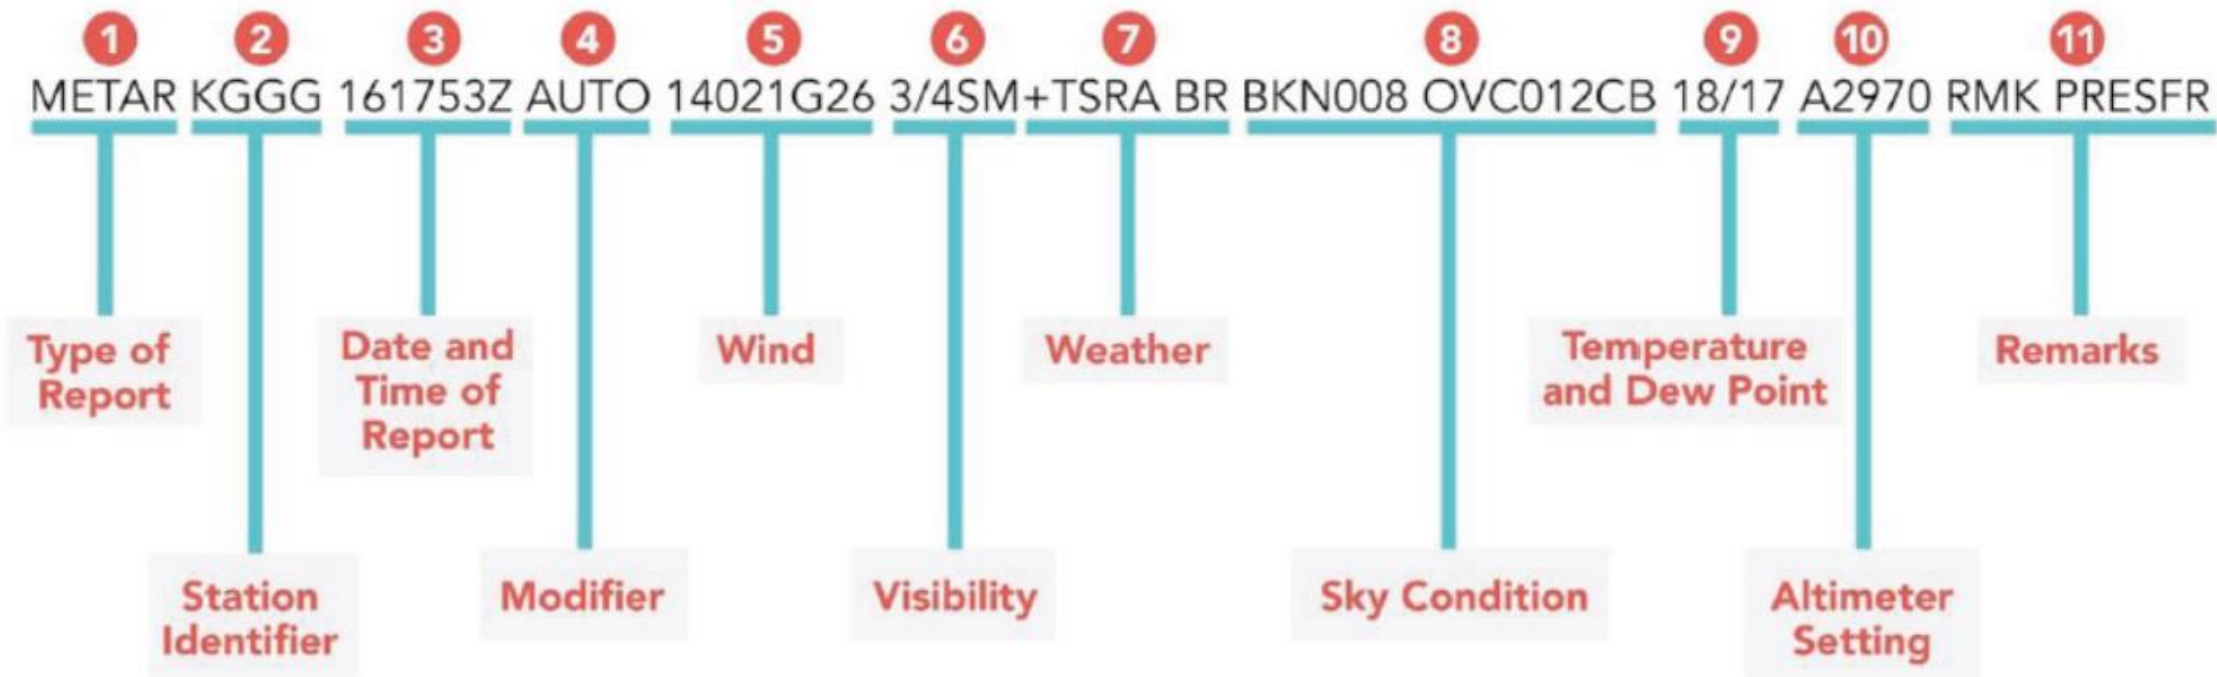 1 2 3 4 5 6 7 8 9 10 11
METAR KGGG 161753Z AUTO 14021G26 3/4SM+TSRA BR BKN008 OVC012CB 18/17 A2970 RMK PRESFR
Type of
Report
Date and
Time of
Report
Wind
Weather
Temperature
and Dew Point
Remarks
Station
Identifier
Modifier
Visibility
Sky Condition
Altimeter
Setting